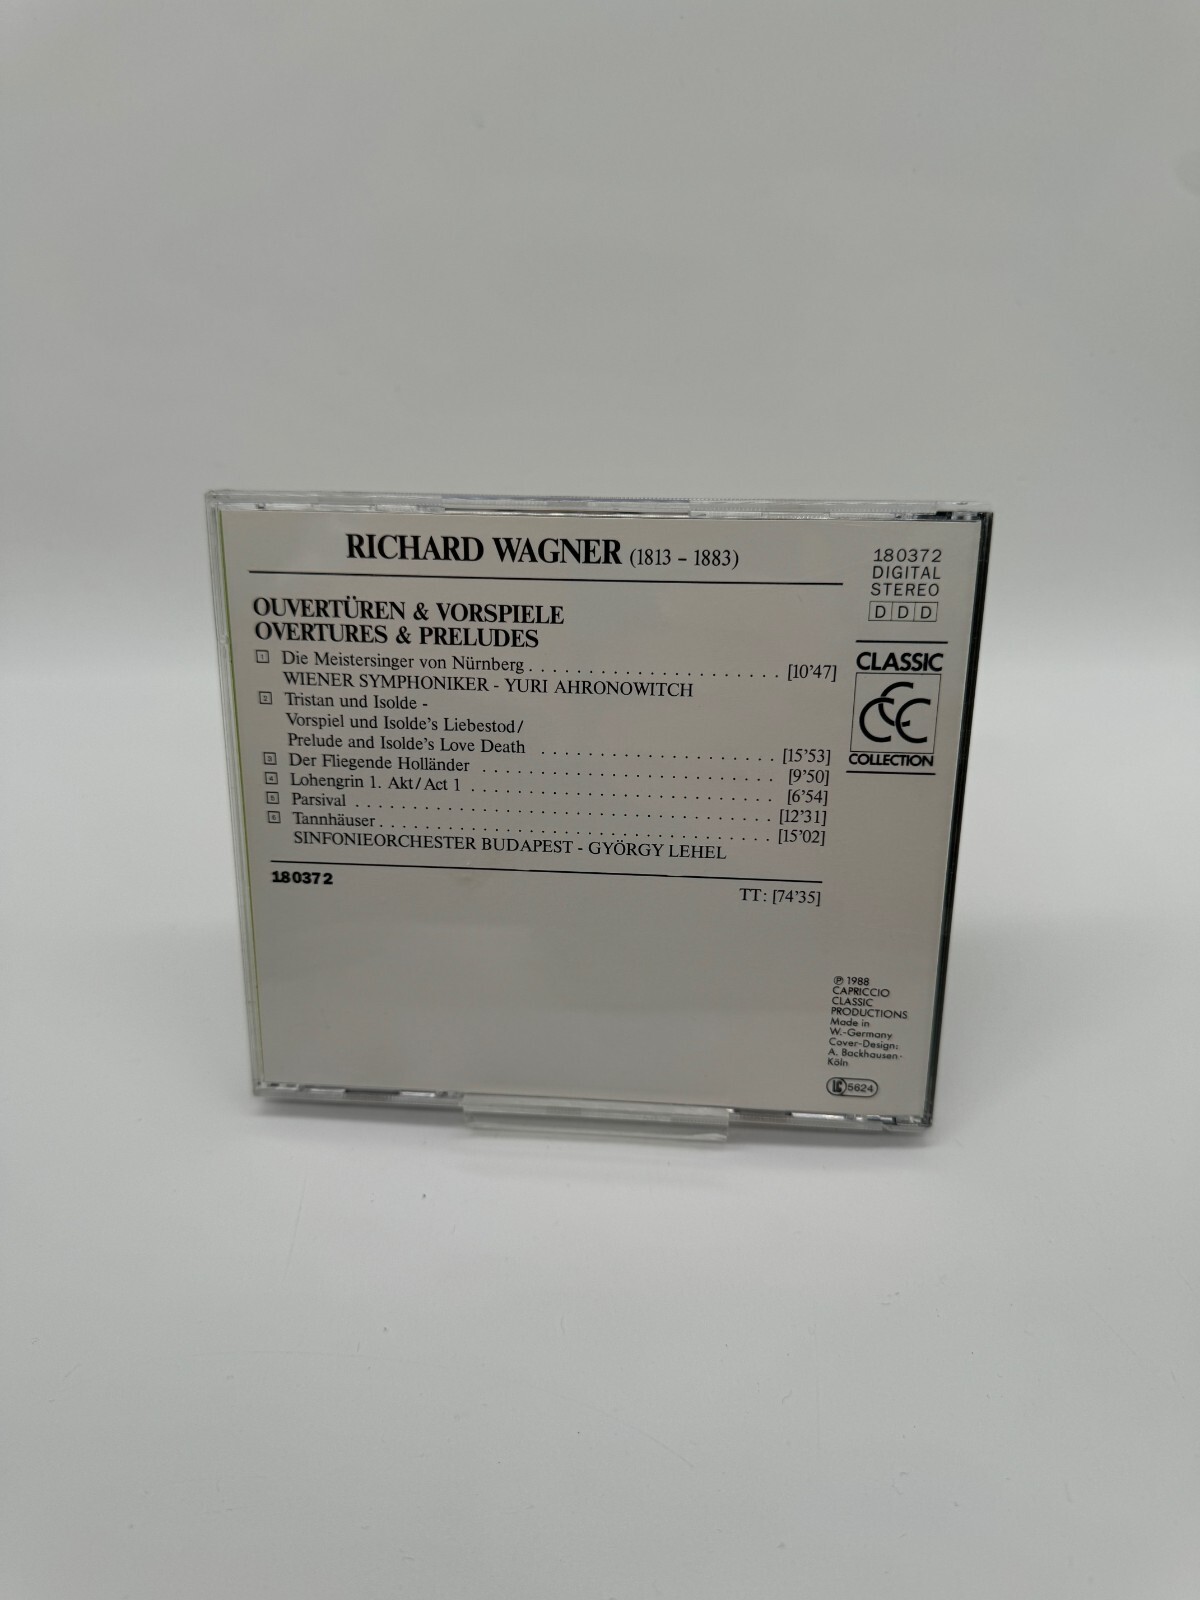 RICHARD WAGNER (1813 – 1883)
OUVERTÜREN & VORSPIELE
OVERTURES & PRELUDES
1 Die Meistersinger von Nürnberg . . . . . . . . . . . . . . . . . . . . [10'47]
WIENER SYMPHONIKER - YURI AHRONOWITCH
2 Tristan und Isolde -
Vorspiel und Isolde's Liebestod/
Prelude and Isolde's Love Death . . . . . . . . . . . . . . . . . . [15'53]
3 Der Fliegende Holländer . . . . . . . . . . . . . . . . . . . . . . . [9'50]
4 Lohengrin 1. Akt/Act 1 . . . . . . . . . . . . . . . . . . . . . . . . [6'54]
5 Parsival . . . . . . . . . . . . . . . . . . . . . . . . . . . . . . . . [12'31]
6 Tannhäuser . . . . . . . . . . . . . . . . . . . . . . . . . . . . . . [15'02]
SINFONIEORCHESTER BUDAPEST - GYÖRGY LEHEL
180372
TT: [74'35]
180372
DIGITAL
STEREO
DDD
CLASSIC
CCC
COLLECTION
℗ 1988
CAPRICCIO
CLASSIC
PRODUCTIONS
Made in
W.-Germany
Cover-Design:
A. Backhausen-
Köln
LC 5624